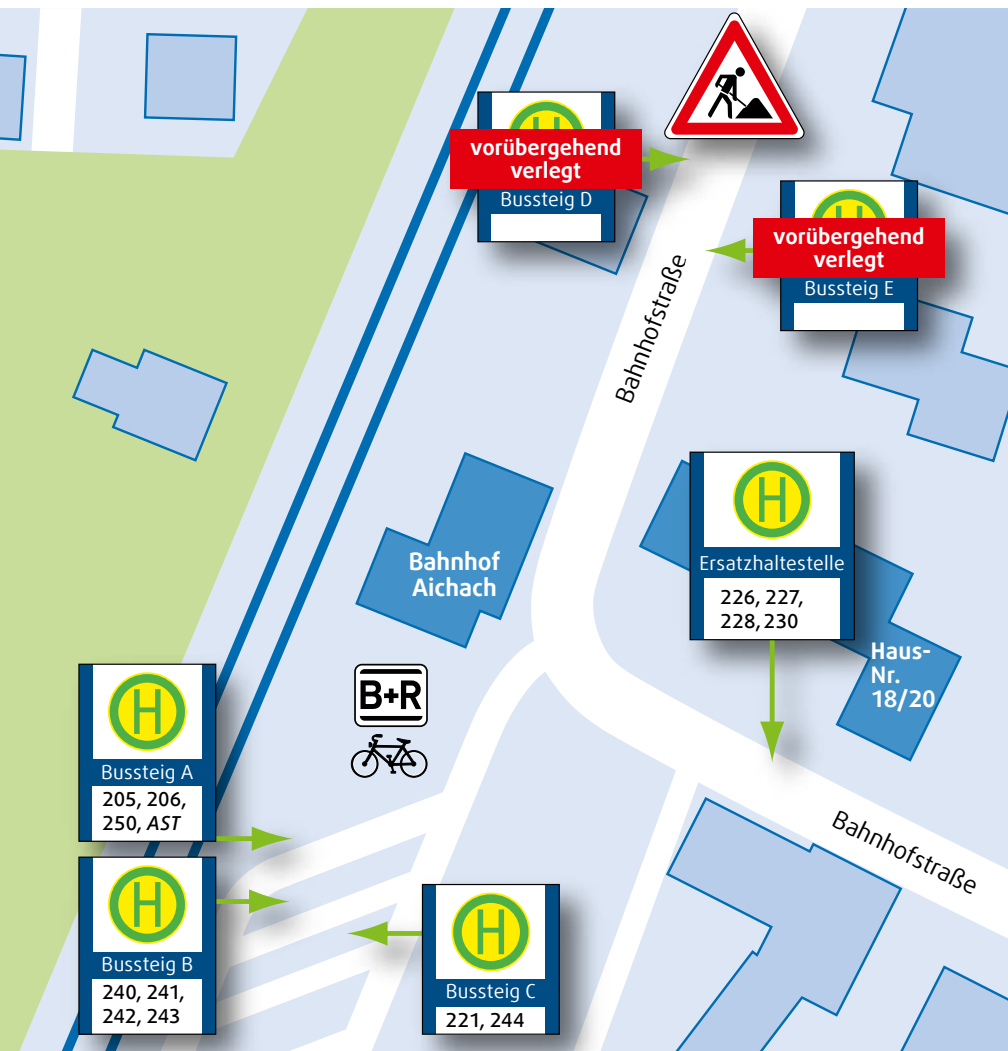 H
vorübergehend
verlegt
Bussteig D
H
vorübergehend
verlegt
Bussteig E
Bahnhofstraße
H
Ersatzhaltestelle
226, 227,
228, 230
Bahnhof
Aichach
Haus-
Nr.
18/20
B+R
H
Bussteig A
205, 206,
250, AST
Bahnhofstraße
H
Bussteig B
240, 241,
242, 243
H
Bussteig C
221, 244